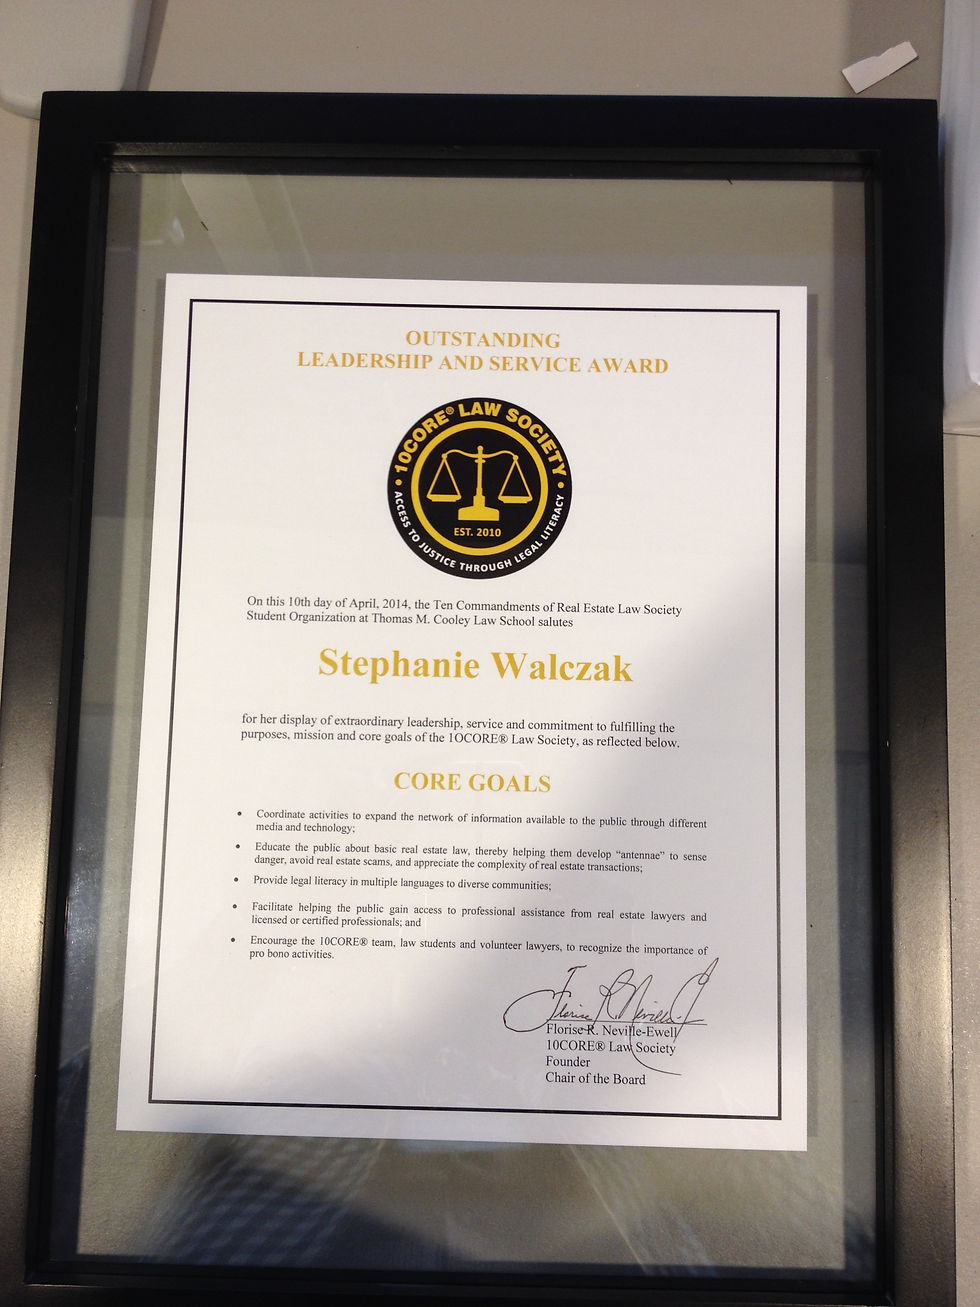 OUTSTANDING
LEADERSHIP AND SERVICE AWARD
10CORE® LAW SOCIETY
EST. 2010
ACCESS TO JUSTICE THROUGH LEGAL LITERACY
On this 10th day of April, 2014, the Ten Commandments of Real Estate Law Society
Student Organization at Thomas M. Cooley Law School salutes
Stephanie Walczak
for her display of extraordinary leadership, service and commitment to fulfilling the
purposes, mission and core goals of the 1OCORE® Law Society, as reflected below.
CORE GOALS
• Coordinate activities to expand the network of information available to the public through different
media and technology;
• Educate the public about basic real estate law, thereby helping them develop “antennae” to sense
danger, avoid real estate scams, and appreciate the complexity of real estate transactions;
• Provide legal literacy in multiple languages to diverse communities;
• Facilitate helping the public gain access to professional assistance from real estate lawyers and
licensed or certified professionals; and
• Encourage the 10CORE® team, law students and volunteer lawyers, to recognize the importance of
pro bono activities.
Florise R. Neville-Ewell
10CORE® Law Society
Founder
Chair of the Board